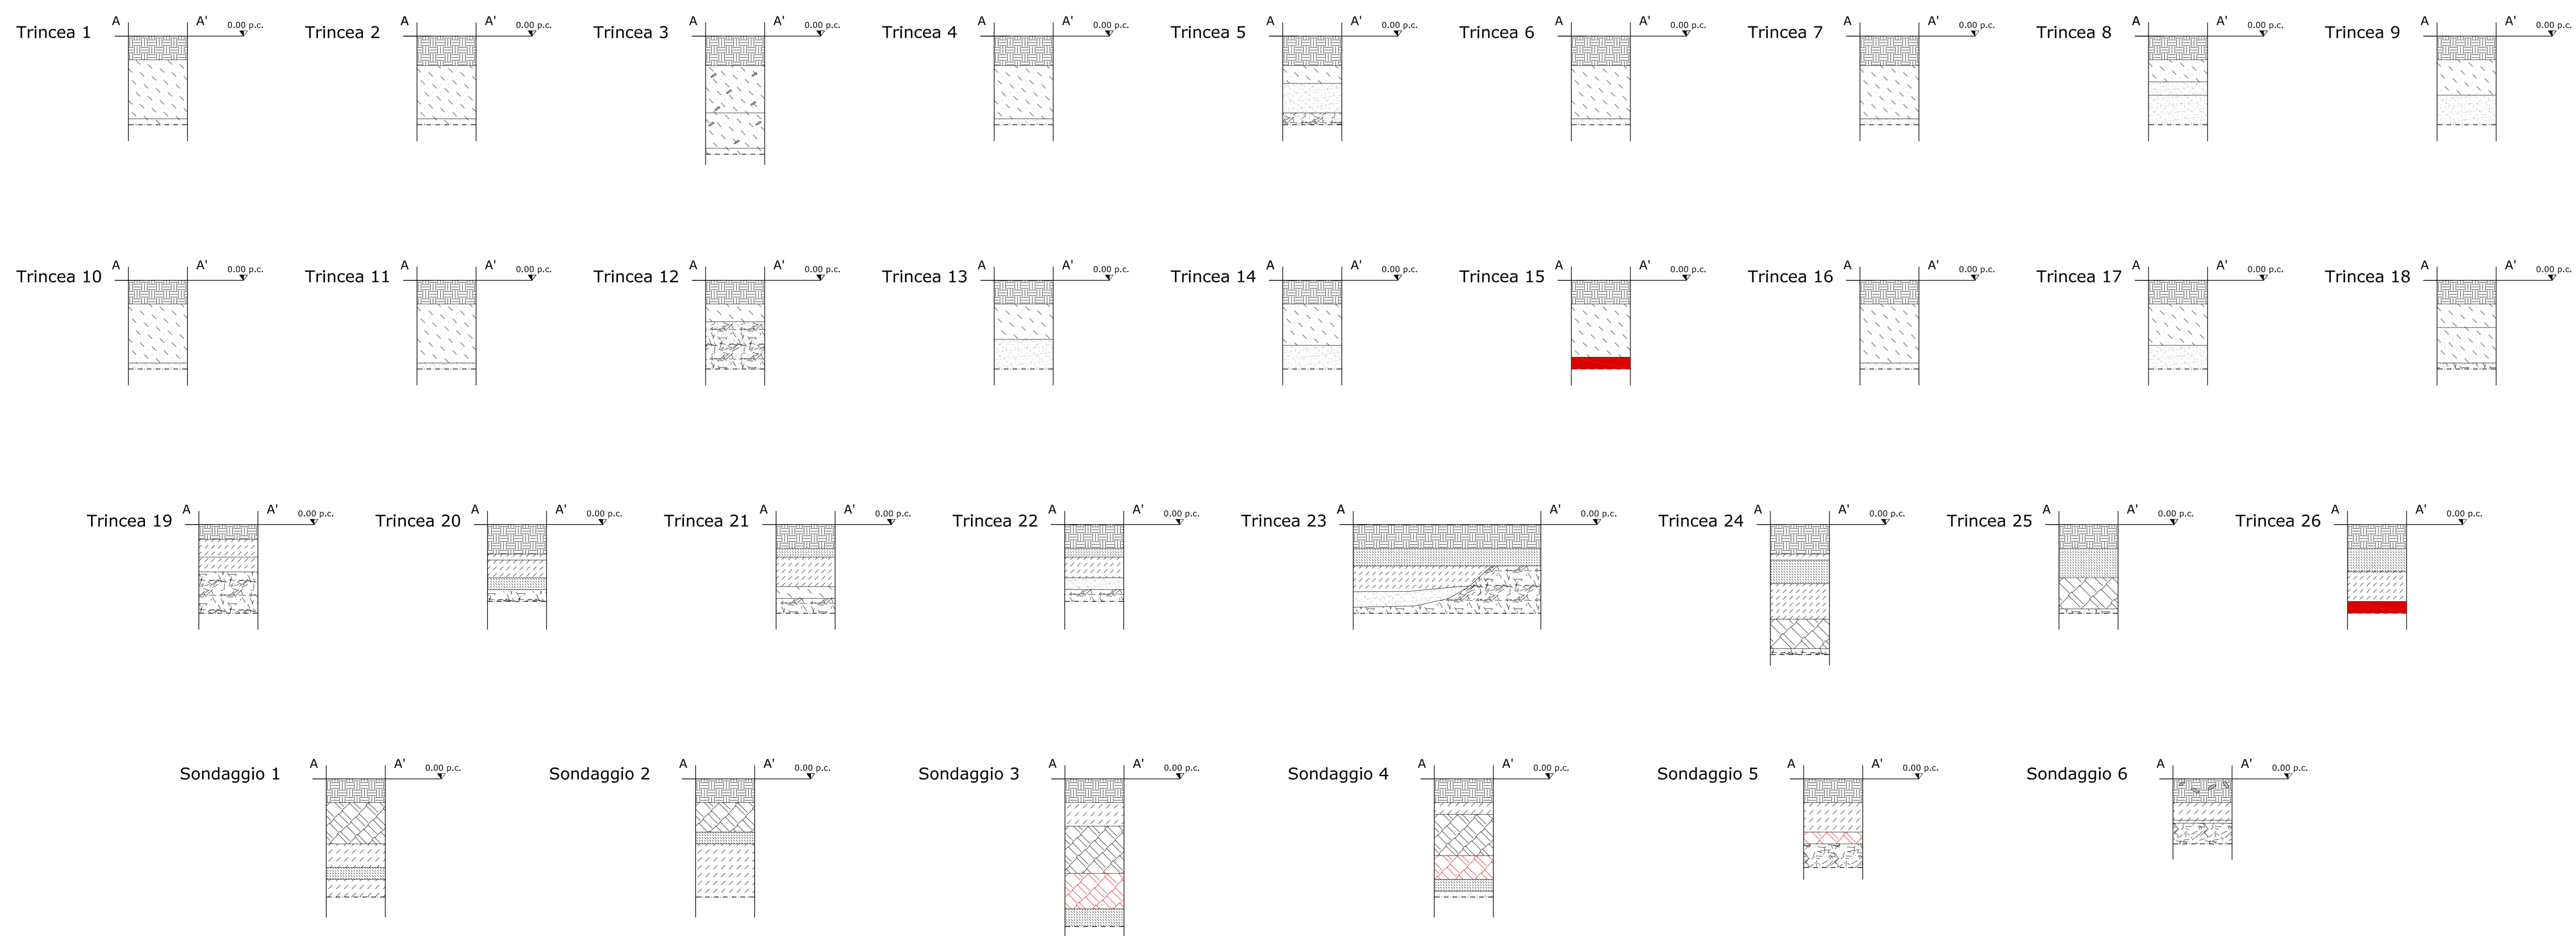 Trincea 1 A A' 0.00 p.c. Trincea 2 A A' 0.00 p.c. Trincea 3 A A' 0.00 p.c. Trincea 4 A A' 0.00 p.c. Trincea 5 A A' 0.00 p.c. Trincea 6 A A' 0.00 p.c. Trincea 7 A A' 0.00 p.c. Trincea 8 A A' 0.00 p.c. Trincea 9 A A' 0.00 p.c.
Trincea 10 A A' 0.00 p.c. Trincea 11 A A' 0.00 p.c. Trincea 12 A A' 0.00 p.c. Trincea 13 A A' 0.00 p.c. Trincea 14 A A' 0.00 p.c. Trincea 15 A A' 0.00 p.c. Trincea 16 A A' 0.00 p.c. Trincea 17 A A' 0.00 p.c. Trincea 18 A A' 0.00 p.c.
Trincea 19 A A' 0.00 p.c. Trincea 20 A A' 0.00 p.c. Trincea 21 A A' 0.00 p.c. Trincea 22 A A' 0.00 p.c. Trincea 23 A A' 0.00 p.c. Trincea 24 A A' 0.00 p.c. Trincea 25 A A' 0.00 p.c. Trincea 26 A A' 0.00 p.c.
Sondaggio 1 A A' 0.00 p.c. Sondaggio 2 A A' 0.00 p.c. Sondaggio 3 A A' 0.00 p.c. Sondaggio 4 A A' 0.00 p.c. Sondaggio 5 A A' 0.00 p.c. Sondaggio 6 A A' 0.00 p.c.